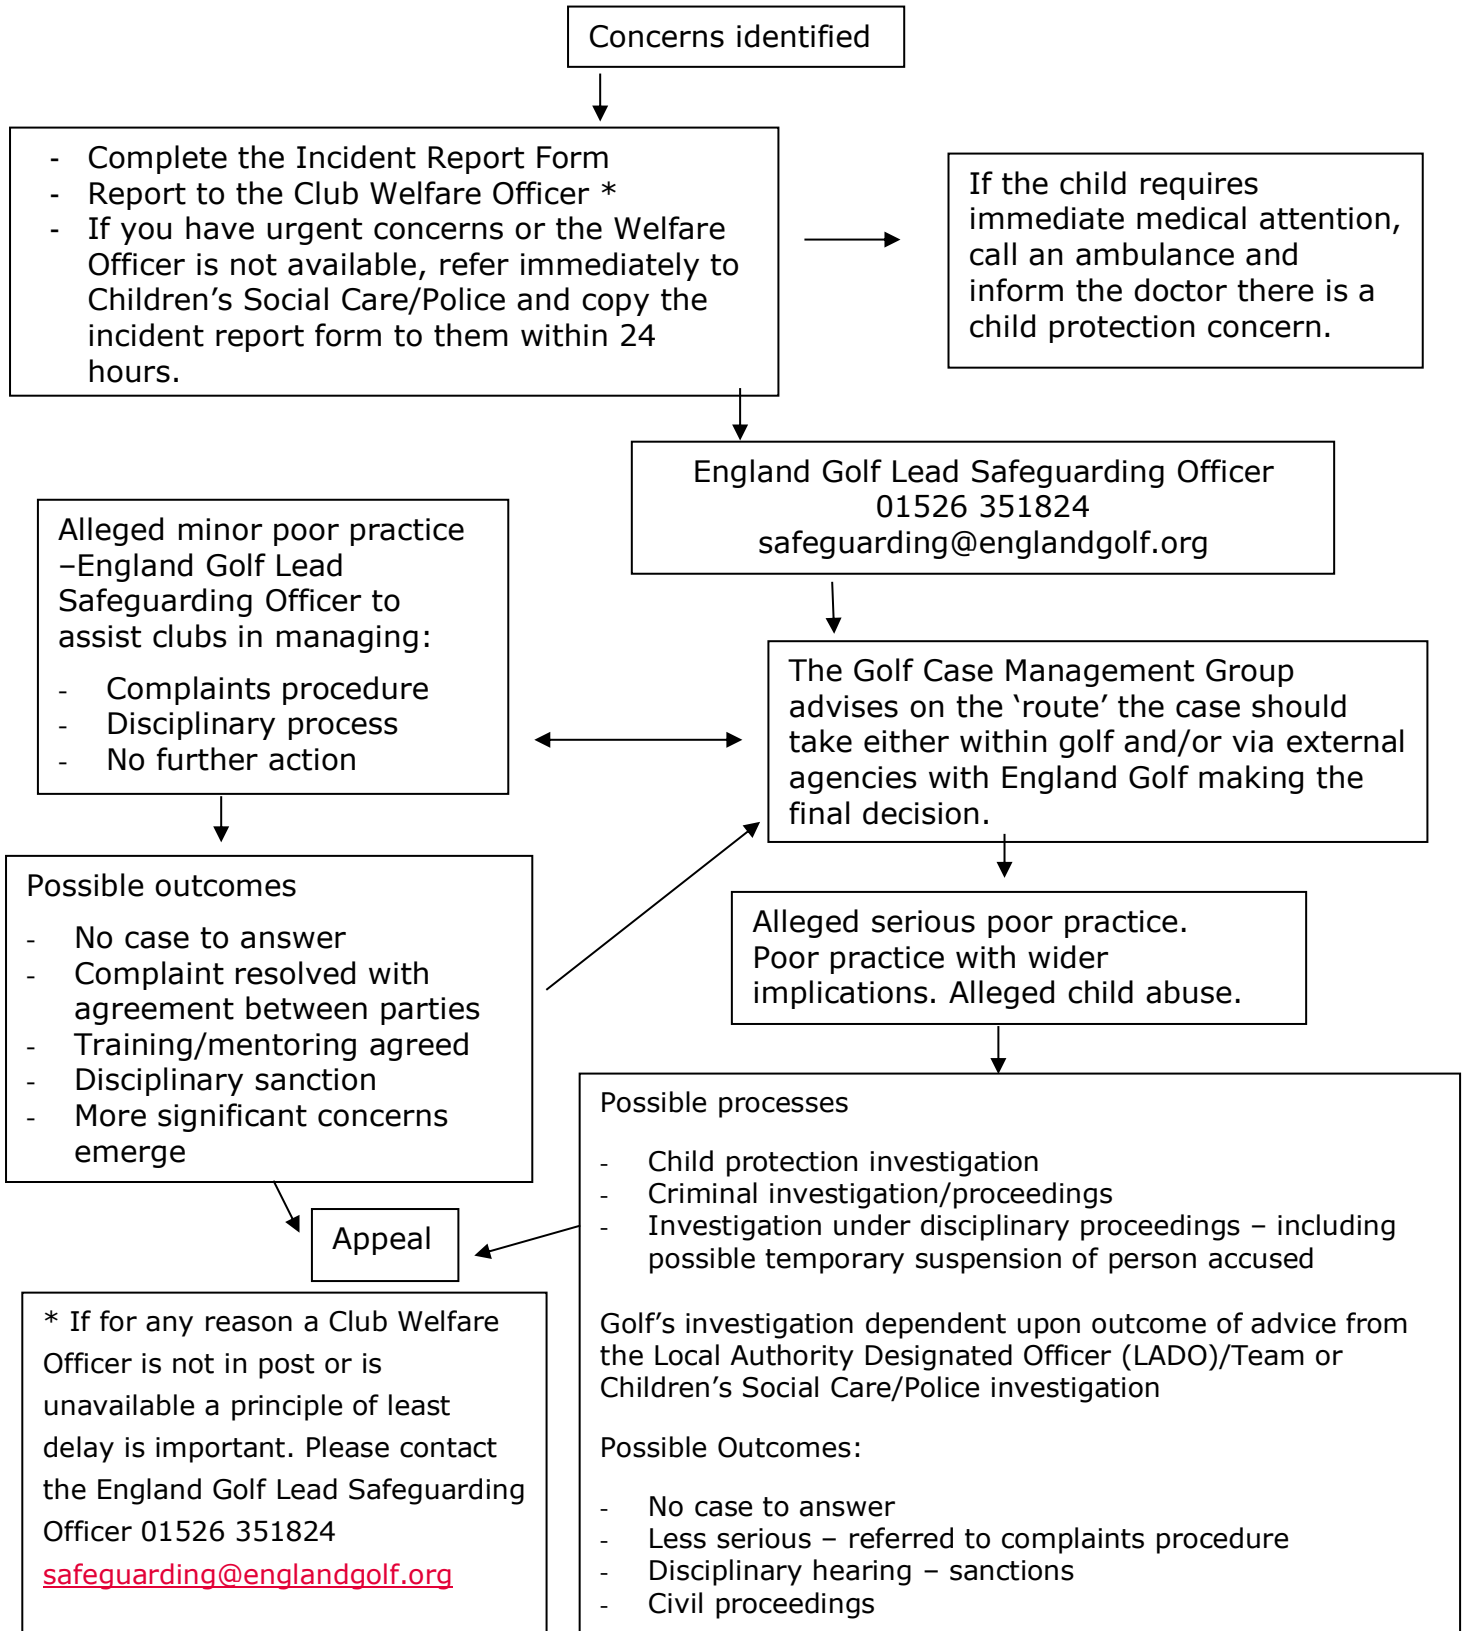 Concerns identified
- Complete the Incident Report Form
- Report to the Club Welfare Officer *
- If you have urgent concerns or the Welfare
Officer is not available, refer immediately to
Children’s Social Care/Police and copy the
incident report form to them within 24
hours.
If the child requires
immediate medical attention,
call an ambulance and
inform the doctor there is a
child protection concern.
England Golf Lead Safeguarding Officer
01526 351824
safeguarding@englandgolf.org
Alleged minor poor practice
–England Golf Lead
Safeguarding Officer to
assist clubs in managing:
- Complaints procedure
- Disciplinary process
- No further action
The Golf Case Management Group
advises on the ‘route’ the case should
take either within golf and/or via external
agencies with England Golf making the
final decision.
Possible outcomes
- No case to answer
- Complaint resolved with
agreement between parties
- Training/mentoring agreed
- Disciplinary sanction
- More significant concerns
emerge
Alleged serious poor practice.
Poor practice with wider
implications. Alleged child abuse.
Appeal
Possible processes
- Child protection investigation
- Criminal investigation/proceedings
- Investigation under disciplinary proceedings – including
possible temporary suspension of person accused
Golf’s investigation dependent upon outcome of advice from
the Local Authority Designated Officer (LADO)/Team or
Children’s Social Care/Police investigation
Possible Outcomes:
- No case to answer
- Less serious – referred to complaints procedure
- Disciplinary hearing – sanctions
- Civil proceedings
* If for any reason a Club Welfare
Officer is not in post or is
unavailable a principle of least
delay is important. Please contact
the England Golf Lead Safeguarding
Officer 01526 351824
safeguarding@englandgolf.org